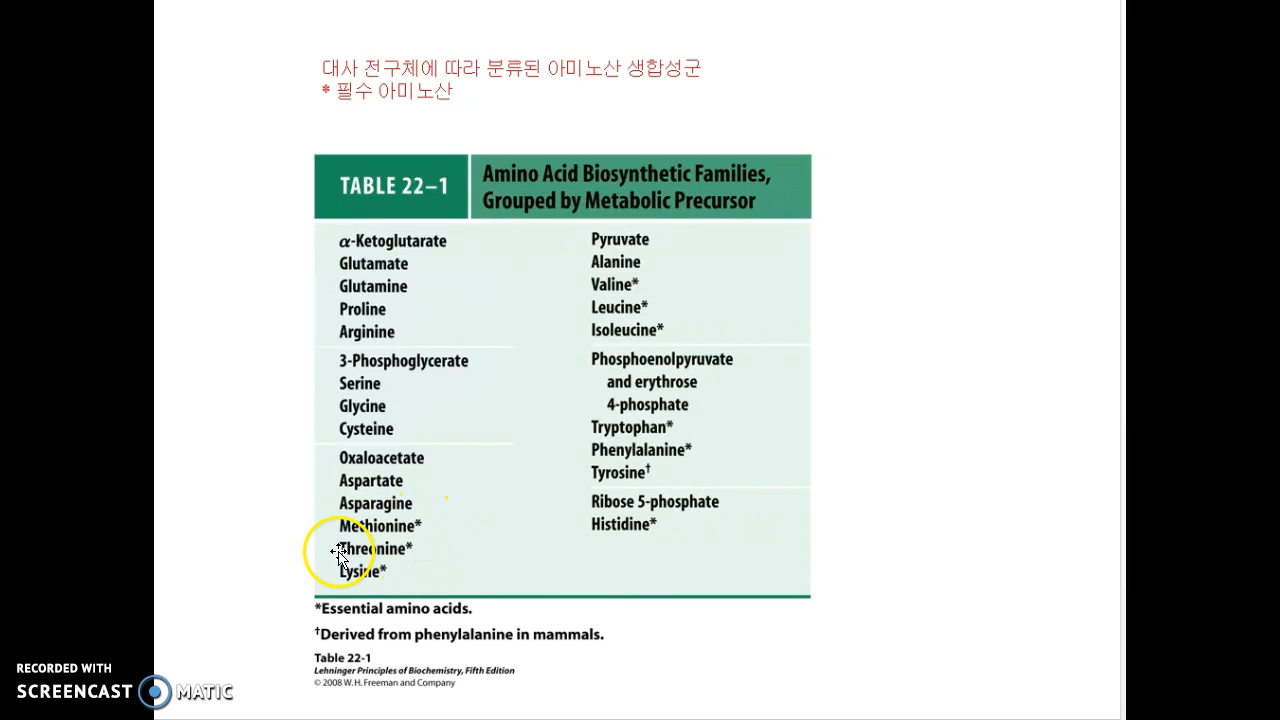 대사 전구체에 따라 분류된 아미노산 생합성군
* 필수 아미노산
TABLE 22–1
Amino Acid Biosynthetic Families,
Grouped by Metabolic Precursor
α-Ketoglutarate
Glutamate
Glutamine
Proline
Arginine
3-Phosphoglycerate
Serine
Glycine
Cysteine
Oxaloacetate
Aspartate
Asparagine
Methionine*
Threonine*
Lysine*
Pyruvate
Alanine
Valine*
Leucine*
Isoleucine*
Phosphoenolpyruvate
and erythrose
4-phosphate
Tryptophan*
Phenylalanine*
Tyrosine†
Ribose 5-phosphate
Histidine*
*Essential amino acids.
†Derived from phenylalanine in mammals.
Table 22-1
Lehninger Principles of Biochemistry, Fifth Edition
© 2008 W. H. Freeman and Company
RECORDED WITH
SCREENCAST MATIC